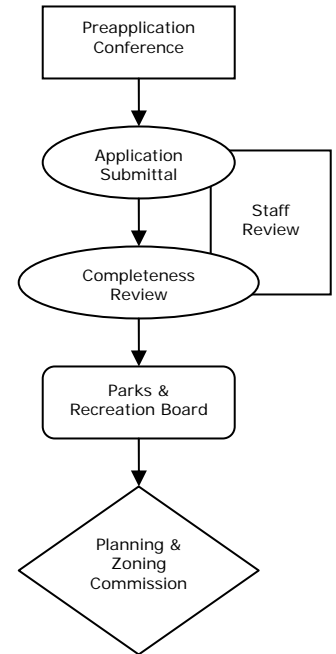 Preapplication
Conference
Application
Submittal
Staff
Review
Completeness
Review
Parks &
Recreation Board
Planning &
Zoning
Commission